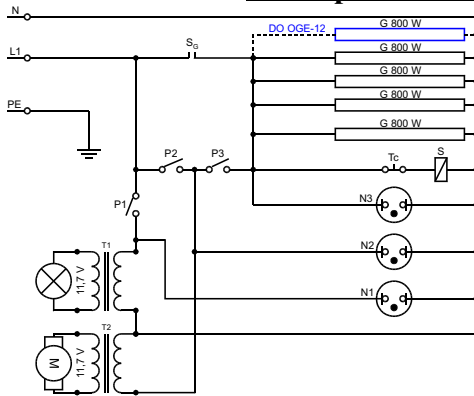 N
DO OGE-12
G 800 W
L1
SG
G 800 W
G 800 W
G 800 W
PE
G 800 W
P2
P3
Tc
S
P1
N3
N2
T1
11,7 V
N1
T2
M
11,7 V